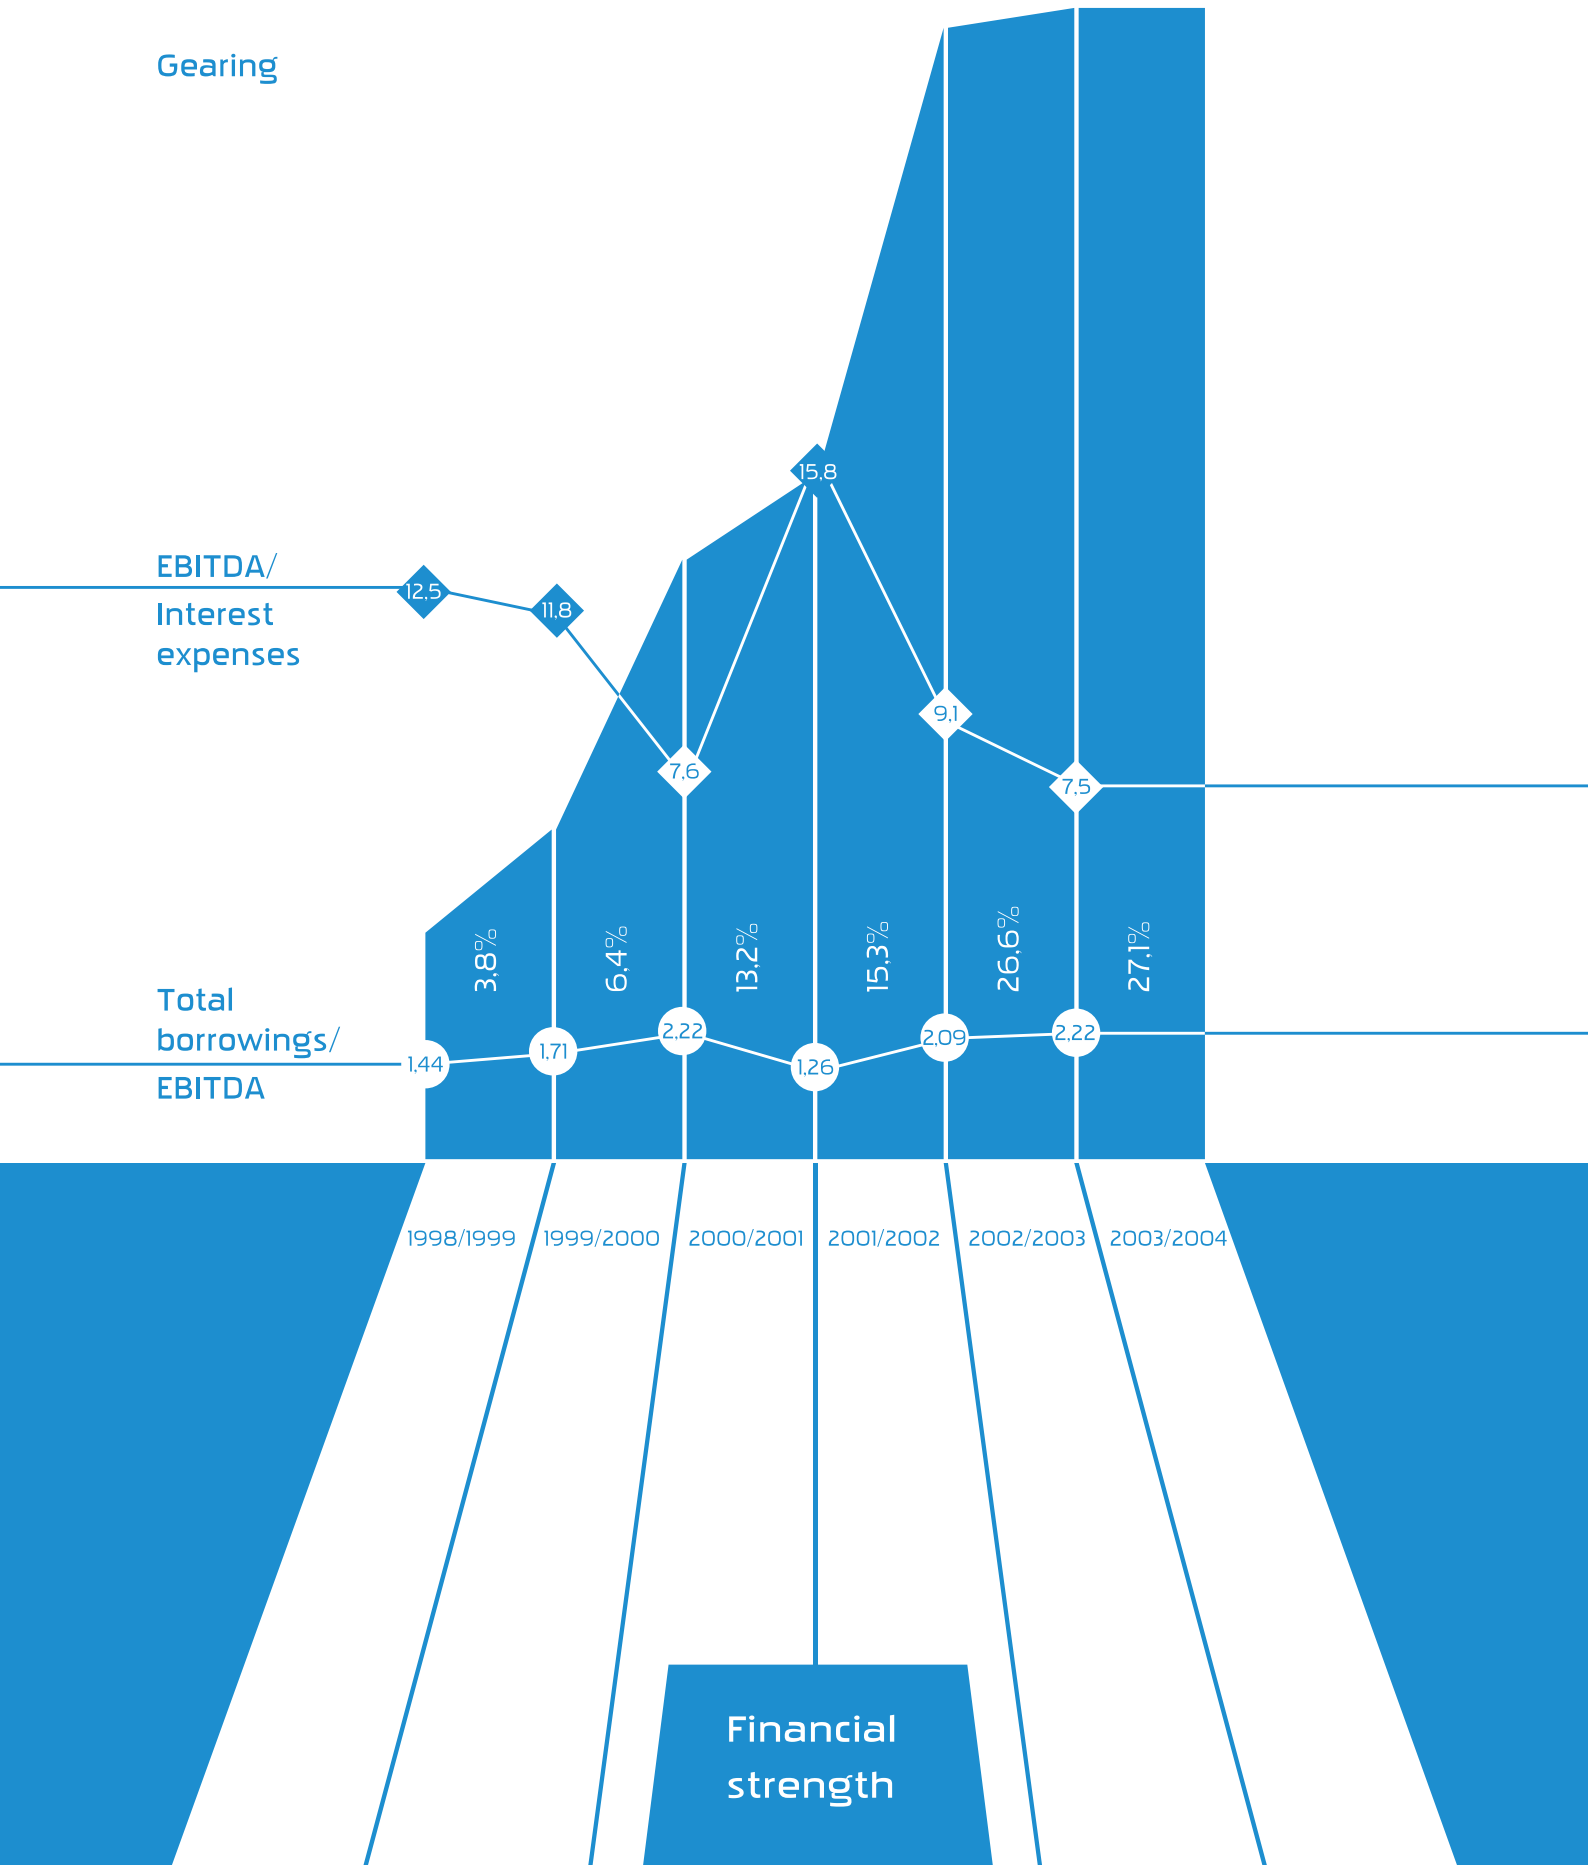 Gearing
15,8
EBITDA/
Interest
expenses
12,5
11,8
7,6
9,1
7,5
3,8%
6,4%
13,2%
15,3%
26,6%
27,1%
Total
borrowings/
EBITDA
1,44
1,71
2,22
1,26
2,09
2,22
1998/1999
1999/2000
2000/2001
2001/2002
2002/2003
2003/2004
Financial
strength